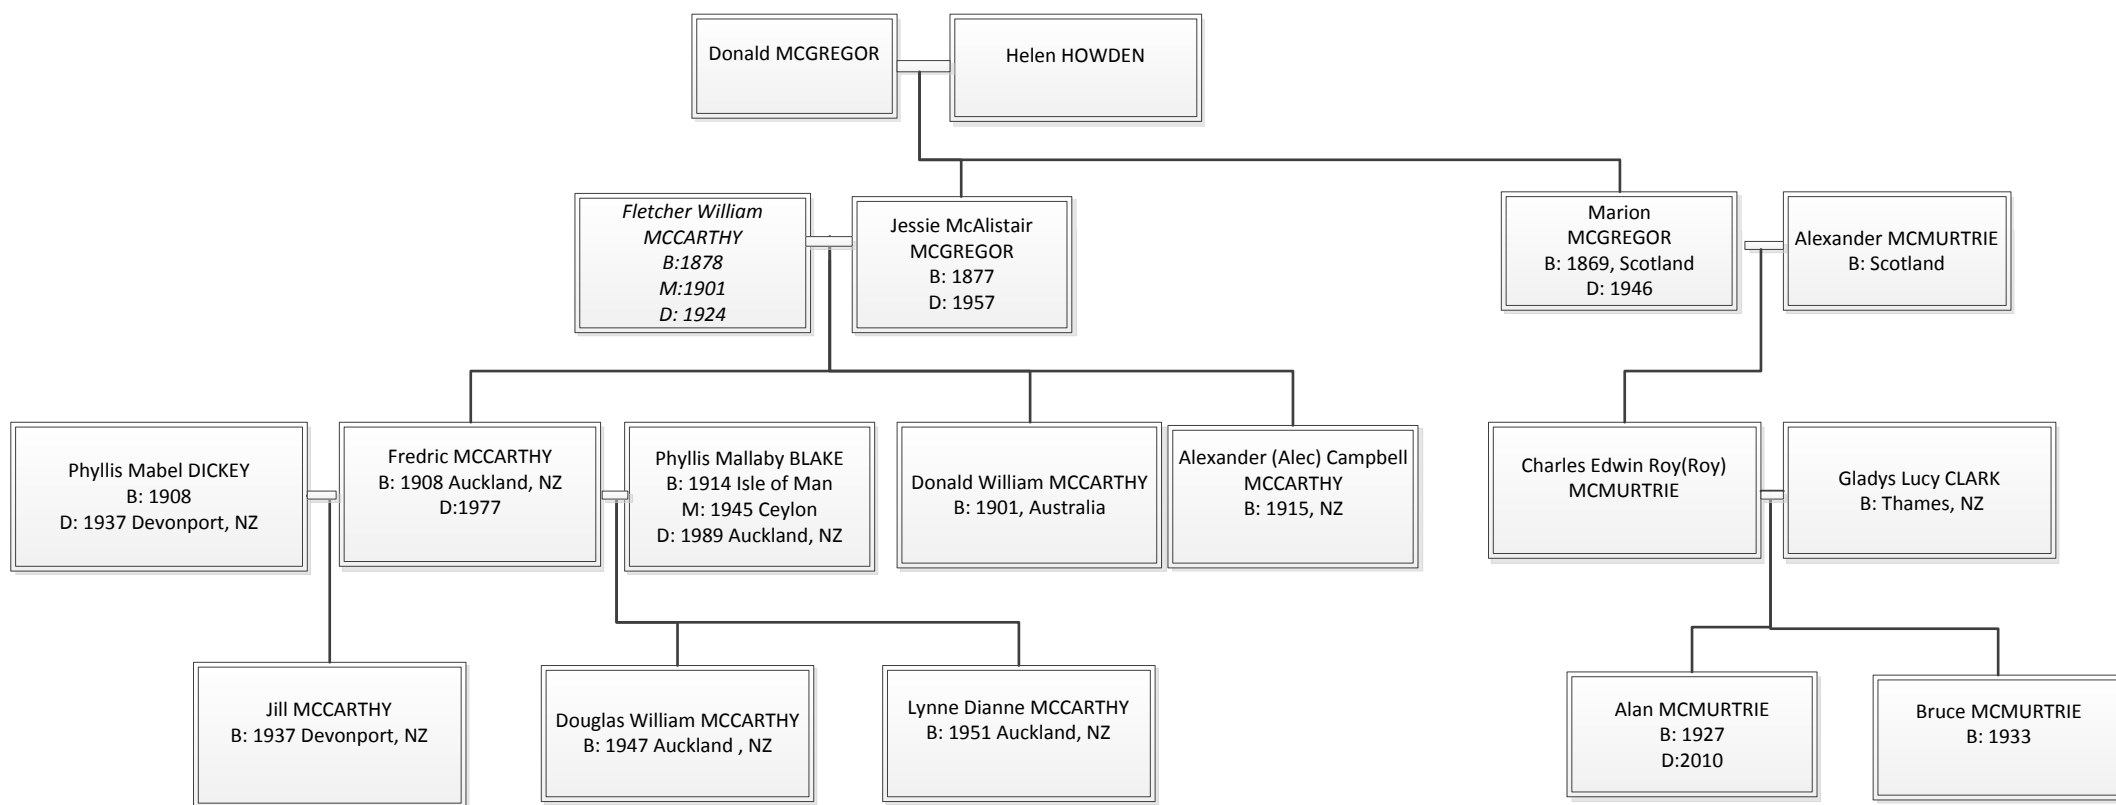 Donald MCGREGOR
Helen HOWDEN
Fletcher William
MCCARTHY
B:1878
M:1901
D: 1924
Jessie McAlistair
MCGREGOR
B: 1877
D: 1957
Marion
MCGREGOR
B: 1869, Scotland
D: 1946
Alexander MCMURTRIE
B: Scotland
Phyllis Mabel DICKEY
B: 1908
D: 1937 Devonport, NZ
Fredric MCCARTHY
B: 1908 Auckland, NZ
D:1977
Phyllis Mallaby BLAKE
B: 1914 Isle of Man
M: 1945 Ceylon
D: 1989 Auckland, NZ
Donald William MCCARTHY
B: 1901, Australia
Alexander (Alec) Campbell
MCCARTHY
B: 1915, NZ
Charles Edwin Roy(Roy)
MCMURTRIE
Gladys Lucy CLARK
B: Thames, NZ
Jill MCCARTHY
B: 1937 Devonport, NZ
Douglas William MCCARTHY
B: 1947 Auckland , NZ
Lynne Dianne MCCARTHY
B: 1951 Auckland, NZ
Alan MCMURTRIE
B: 1927
D:2010
Bruce MCMURTRIE
B: 1933